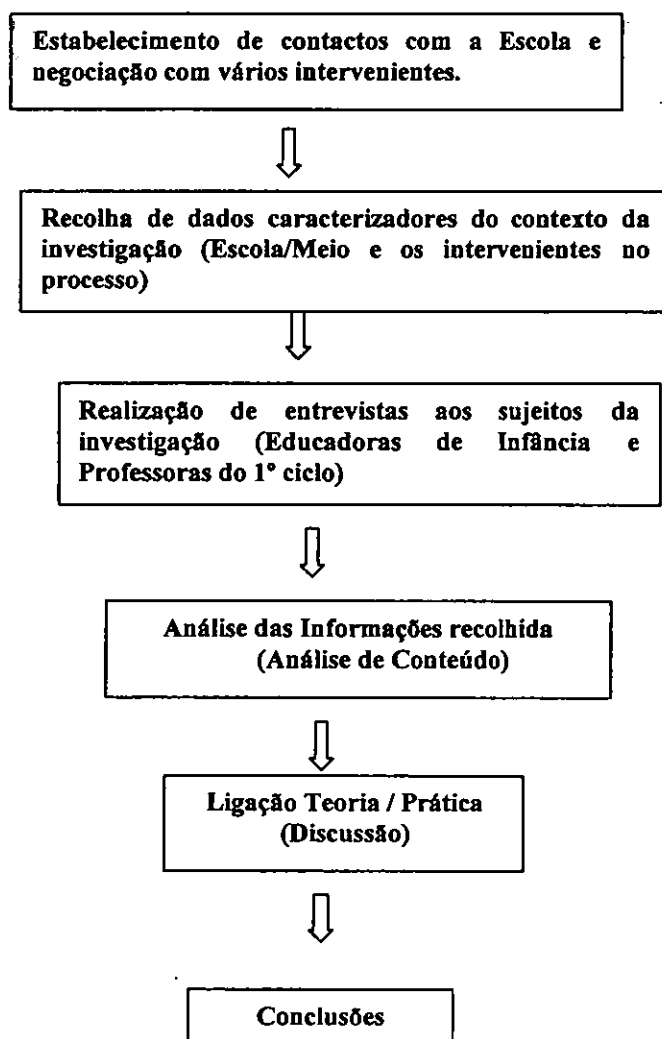 Estabelecimento de contactos com a Escola e
negociação com vários intervenientes.
Recolha de dados caracterizadores do contexto da
investigação (Escola/Meio e os intervenientes no
processo)
Realização de entrevistas aos sujeitos da
investigação (Educadoras de Infância e
Professoras do 1º ciclo)
Análise das Informações recolhida
(Análise de Conteúdo)
Ligação Teoria / Prática
(Discussão)
Conclusões